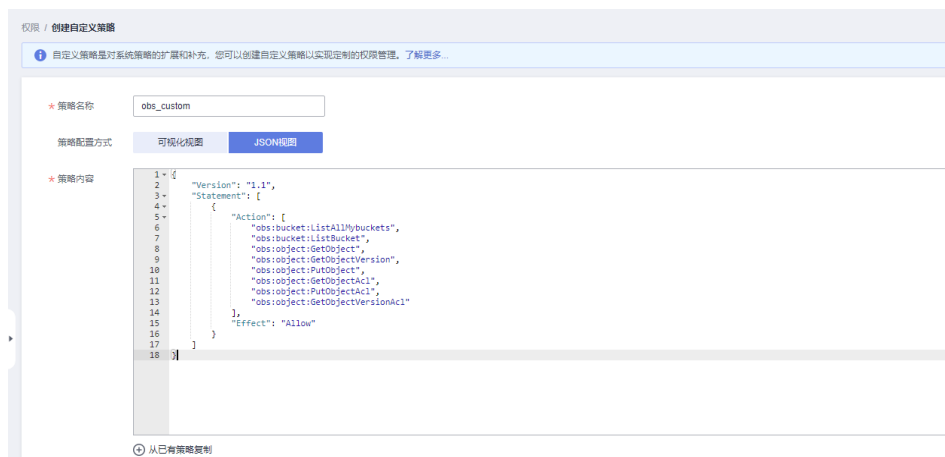 权限 / 创建自定义策略
自定义策略是对系统策略的扩展和补充，您可以创建自定义策略以实现定制的权限管理。了解更多...
* 策略名称 obs_custom
策略配置方式 可视化视图 JSON视图
* 策略内容
1 {
2 "Version": "1.1",
3 "Statement": [
4 {
5 "Action": [
6 "obs:bucket:ListAllMybuckets",
7 "obs:bucket:ListBucket",
8 "obs:object:GetObject",
9 "obs:object:GetObjectVersion",
10 "obs:object:PutObject",
11 "obs:object:GetObjectAcl",
12 "obs:object:PutObjectAcl",
13 "obs:object:GetObjectVersionAcl"
14 ],
15 "Effect": "Allow"
16 }
17 ]
18 }
从已有策略复制